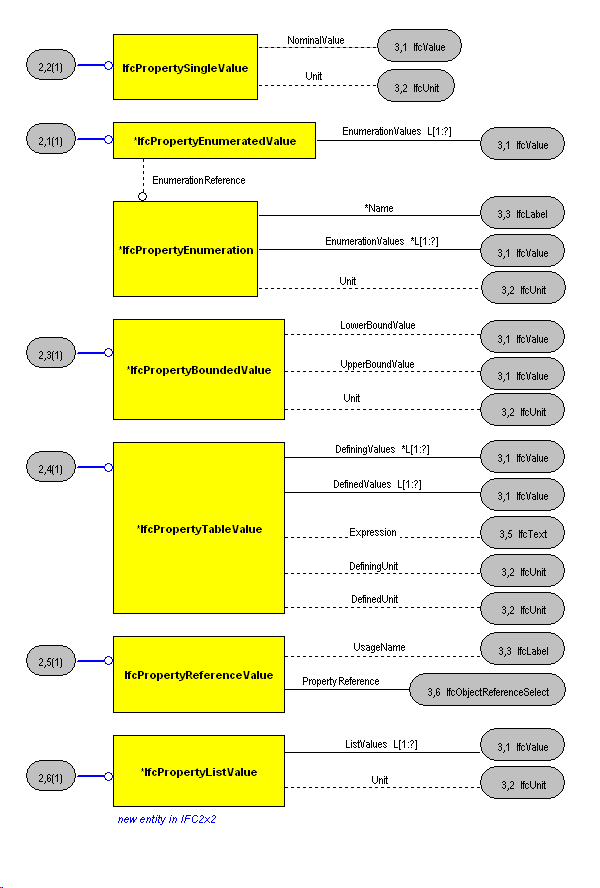 NominalValue
3,1 IfcValue
2,2(1)
IfcPropertySingleValue
Unit
3,2 IfcUnit
2,1(1)
*IfcPropertyEnumeratedValue
EnumerationValues L[1:?]
3,1 IfcValue
EnumerationReference
*Name
3,3 IfcLabel
*IfcPropertyEnumeration
EnumerationValues *L[1:?]
3,1 IfcValue
Unit
3,2 IfcUnit
LowerBoundValue
3,1 IfcValue
2,3(1)
*IfcPropertyBoundedValue
UpperBoundValue
3,1 IfcValue
Unit
3,2 IfcUnit
DefiningValues *L[1:?]
3,1 IfcValue
2,4(1)
DefinedValues L[1:?]
3,1 IfcValue
*IfcPropertyTableValue
Expression
3,5 IfcText
DefiningUnit
3,2 IfcUnit
DefinedUnit
3,2 IfcUnit
UsageName
3,3 IfcLabel
2,5(1)
IfcPropertyReferenceValue
PropertyReference
3,6 IfcObjectReferenceSelect
ListValues L[1:?]
3,1 IfcValue
2,6(1)
*IfcPropertyListValue
Unit
3,2 IfcUnit
new entity in IFC2x2